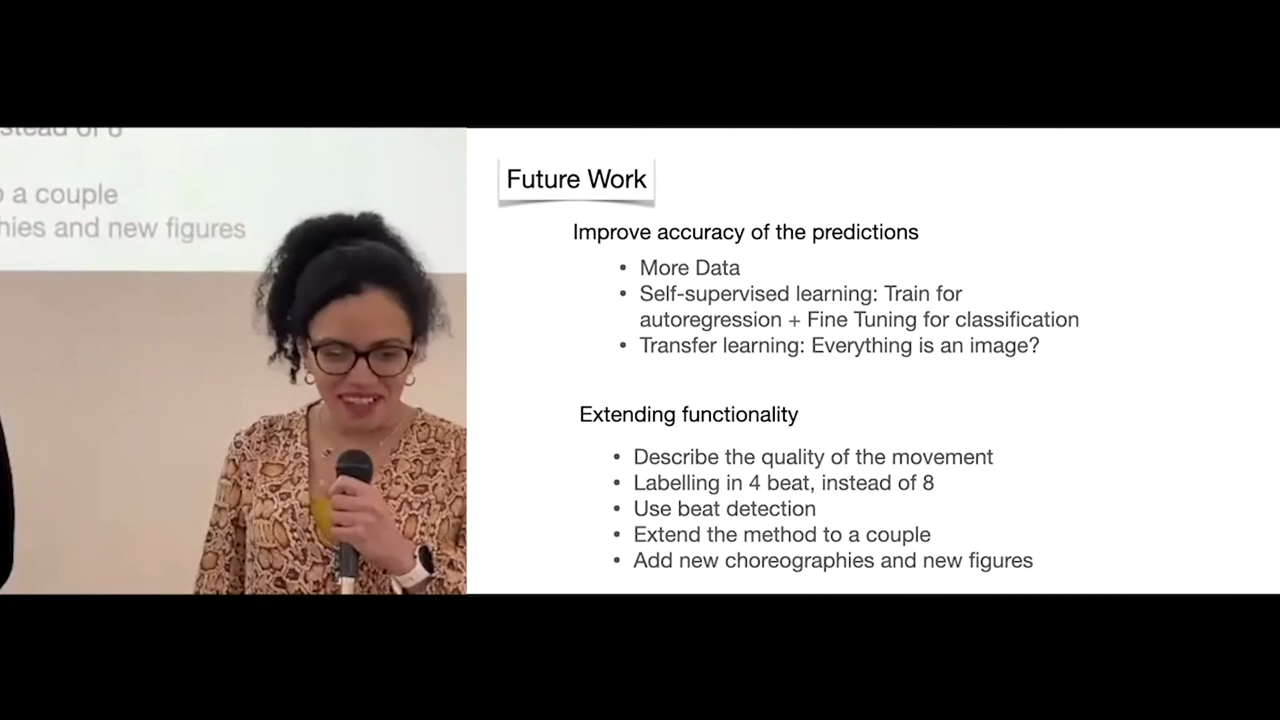 stead of 8
a couple
hies and new figures
Future Work
Improve accuracy of the predictions
• More Data
• Self-supervised learning: Train for
autoregression + Fine Tuning for classification
• Transfer learning: Everything is an image?
Extending functionality
• Describe the quality of the movement
• Labelling in 4 beat, instead of 8
• Use beat detection
• Extend the method to a couple
• Add new choreographies and new figures